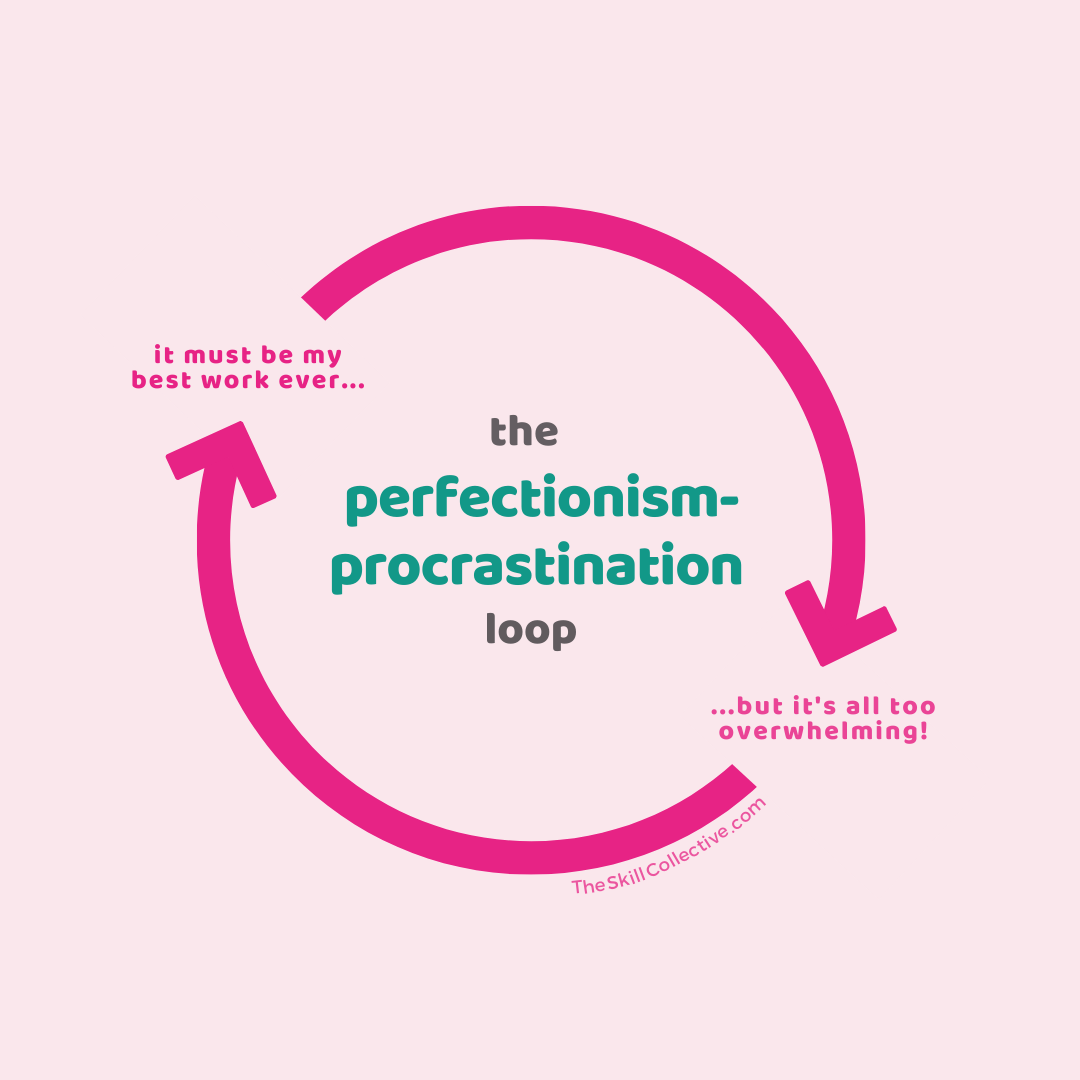 it must be my
best work ever...
the
perfectionism-
procrastination
loop
...but it's all too
overwhelming!
TheSkillCollective.com